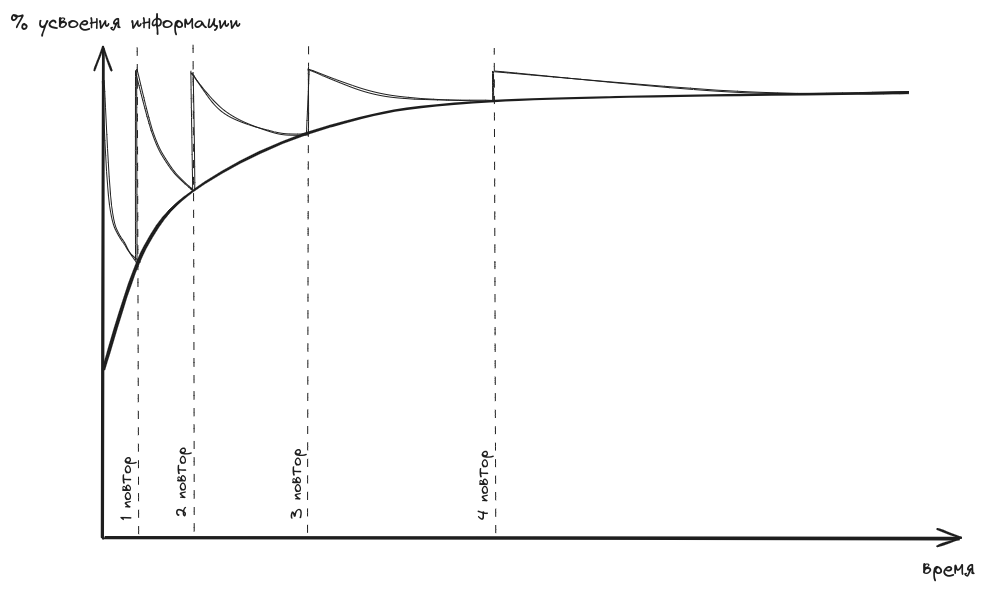 % усвоения информации
1 повтор
2 повтор
3 повтор
4 повтор
время